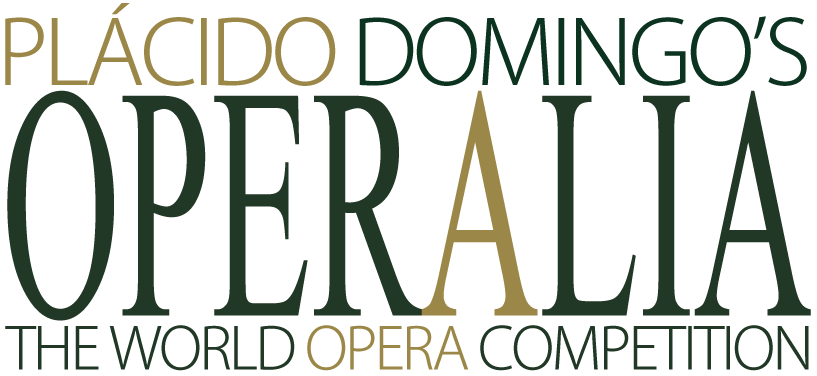 PLÁCIDO DOMINGO'S
OPERALIA
THE WORLD OPERA COMPETITION